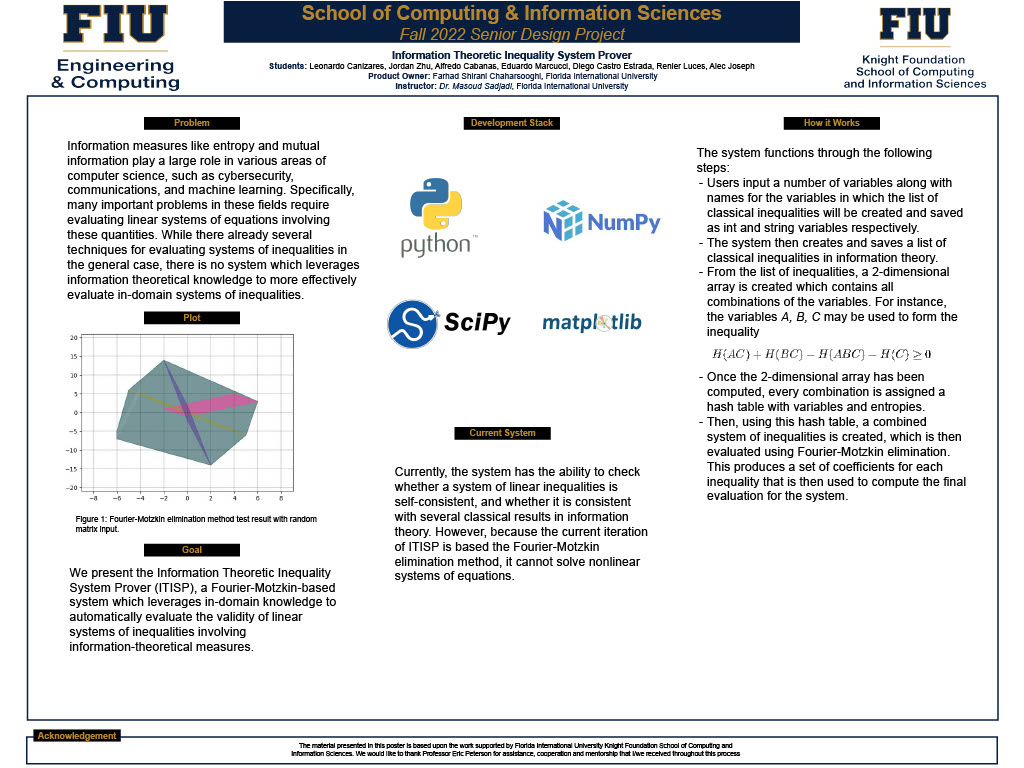 FIU
Engineering
& Computing
School of Computing & Information Sciences
Fall 2022 Senior Design Project
Information Theoretic Inequality System Prover
Students: Leonardo Canizares, Jordan Zhu, Alfredo Cabanas, Eduardo Marcucci, Diego Castro Estrada, Renier Luces, Alec Joseph
Product Owner: Farhad Shirani Chaharsooghi, Florida International University
Instructor: Dr. Masoud Sadjadi, Florida International University
FIU
Knight Foundation
School of Computing
and Information Sciences
Problem
Information measures like entropy and mutual
information play a large role in various areas of
computer science, such as cybersecurity,
communications, and machine learning. Specifically,
many important problems in these fields require
evaluating linear systems of equations involving
these quantities. While there already several
techniques for evaluating systems of inequalities in
the general case, there is no system which leverages
information theoretical knowledge to more effectively
evaluate in-domain systems of inequalities.
Plot
20
15
10
5
0
−5
−10
−15
−20
−8 −6 −4 −2 0 2 4 6 8
Figure 1: Fourier-Motzkin elimination method test result with random
matrix input.
Goal
We present the Information Theoretic Inequality
System Prover (ITISP), a Fourier-Motzkin-based
system which leverages in-domain knowledge to
automatically evaluate the validity of linear
systems of inequalities involving
information-theoretical measures.
Development Stack
python™
NumPy
SciPy
matplotlib
Current System
Currently, the system has the ability to check
whether a system of linear inequalities is
self-consistent, and whether it is consistent
with several classical results in information
theory. However, because the current iteration
of ITISP is based the Fourier-Motzkin
elimination method, it cannot solve nonlinear
systems of equations.
How it Works
The system functions through the following
steps:
- Users input a number of variables along with
names for the variables in which the list of
classical inequalities will be created and saved
as int and string variables respectively.
- The system then creates and saves a list of
classical inequalities in information theory.
- From the list of inequalities, a 2-dimensional
array is created which contains all
combinations of the variables. For instance,
the variables A, B, C may be used to form the
inequality
H(AC) + H(BC) − H(ABC) − H(C) ≥ 0
- Once the 2-dimensional array has been
computed, every combination is assigned a
hash table with variables and entropies.
- Then, using this hash table, a combined
system of inequalities is created, which is then
evaluated using Fourier-Motzkin elimination.
This produces a set of coefficients for each
inequality that is then used to compute the final
evaluation for the system.
Acknowledgement
The material presented in this poster is based upon the work supported by Florida International University Knight Foundation School of Computing and
Information Sciences. We would like to thank Professor Eric Peterson for assistance, cooperation and mentorship that I/we received throughout this process